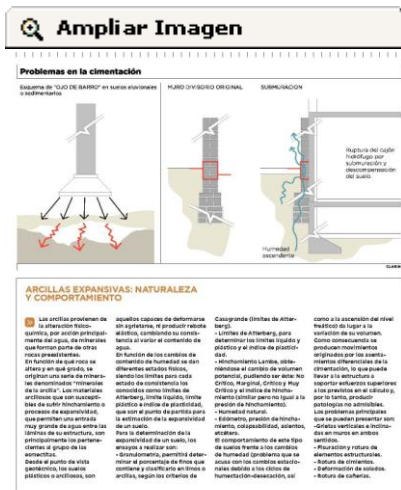 Ampliar Imagen
Problemas en la cimentación
Esquema de "OJO DE BARRO" en suelos aluvionales
o sedimentarios
MURO DIVISORIO ORIGINAL
SUBMURACION
Ruptura del cajón
hidrófugo por
submuración y
descompensación
del suelo
Humedad
ascendente
CLARIN
ARCILLAS EXPANSIVAS: NATURALEZA
Y COMPORTAMIENTO
Las arcillas provienen de
la alteración físico-
química, por acción principal-
mente del agua, de minerales
que forman parte de otras
rocas preexistentes.
En función de qué roca se
altera y en qué grado, se
originan una serie de minera-
les denominados "minerales
de la arcilla". Los materiales
arcillosos que son suscepti-
bles de sufrir hinchamiento o
procesos de expansividad,
que permiten una entrada
muy grande de agua entre las
láminas de su estructura, son
principalmente los pertene-
cientes al grupo de las
esmectitas.
Desde el punto de vista
geotécnico, los suelos
plásticos o arcillosos, son
aquellos capaces de deformarse
sin agrietarse, ni producir rebote
elástico, cambiando su consis-
tencia al variar el contenido de
agua.
En función de los cambios de
contenido de humedad se dan
diferentes estados físicos,
siendo los límites para cada
estado de consistencia los
conocidos como límites de
Atterberg, límite líquido, límite
plástico e índice de plasticidad,
que son el punto de partida para
la estimación de la expansividad
de un suelo.
Para la determinación de la
expansividad de un suelo, los
ensayos a realizar son:
- Granulometría, permitirá deter-
minar el porcentaje de finos que
contiene y clasificarlo en limos o
arcillas, según los criterios de
Casagrande (límites de Atter-
berg).
- Límites de Atterberg, para
determinar los límites líquido y
plástico y el índice de plastici-
dad.
- Hinchamiento Lambe, obte-
niéndose el cambio de volumen
potencial, pudiendo ser éste: No
Crítico, Marginal, Crítico y Muy
Crítico y el índice de hincha-
miento (similar pero no igual a la
presión de hinchamiento).
- Humedad natural.
- Edómetro, presión de hincha-
miento, colapsabilidad, asientos,
etcétera.
El comportamiento de este tipo
de suelos frente a los cambios
de humedad (problema que se
acusa con los cambios estacio-
nales debido a los ciclos de
humectación-desecación, así
como a la ascensión del nivel
freático) da lugar a la
variación de su volumen.
Como consecuencia se
producen movimientos
originados por los asenta-
mientos diferenciales de la
cimentación, lo que puede
llevar a la estructura a
soportar esfuerzos superiores
a los previstos en el cálculo y,
por lo tanto, producir
patologías no admisibles.
Los problemas principales
que se pueden presentar son:
- Grietas verticales e inclina-
das en muros en ambos
sentidos.
- Fisuración y rotura de
elementos estructurales.
- Rotura de cimientos.
- Deformación de solados.
- Rotura de cañerías.